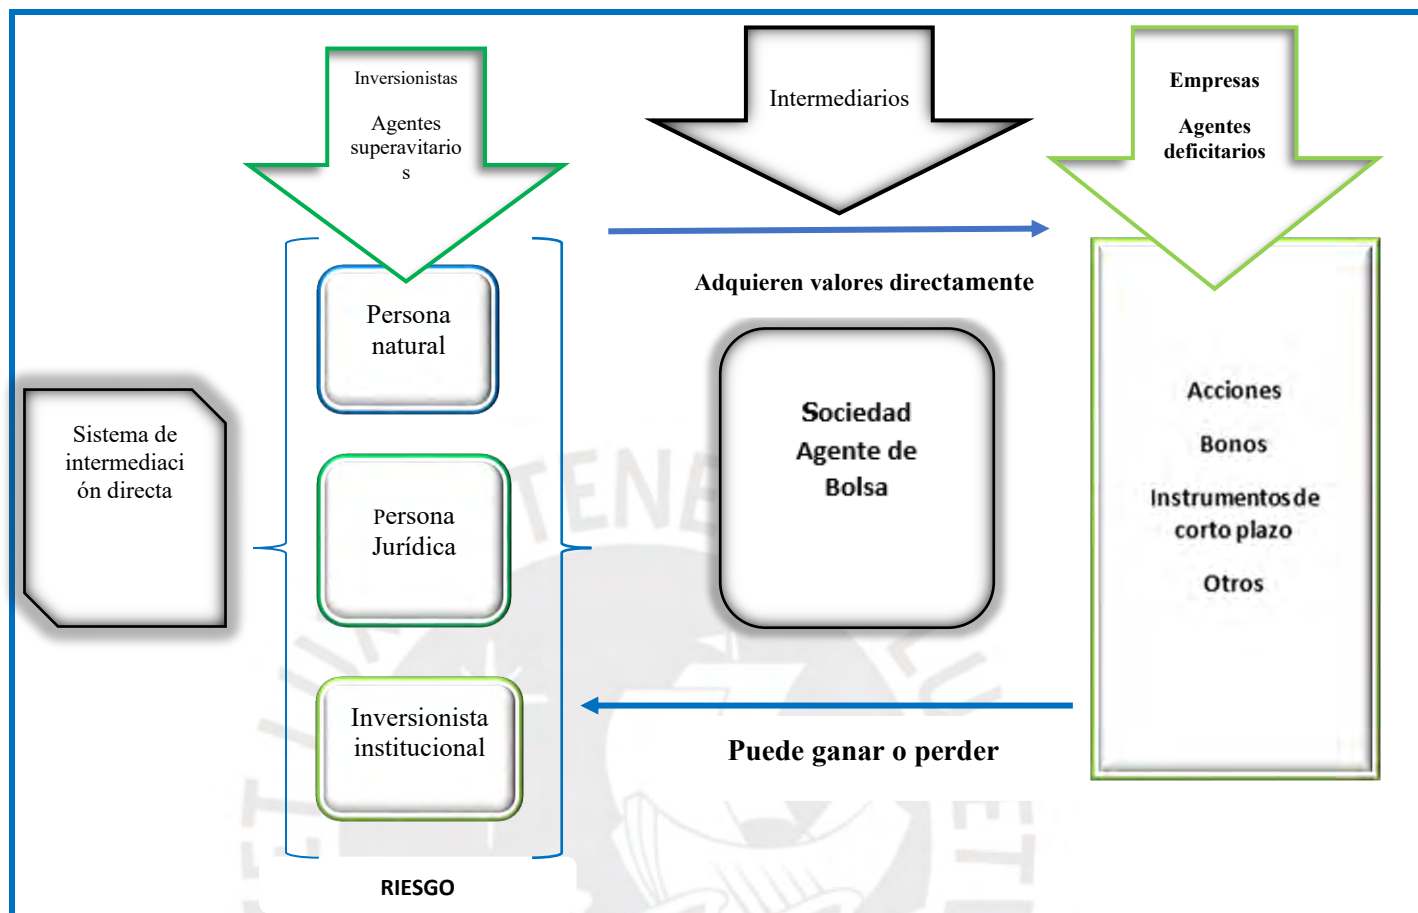 Inversionistas
Agentes
superavitario
s
Intermediarios
Empresas
Agentes
deficitarios
Adquieren valores directamente
Persona
natural
Sistema de
intermediaci
ón directa
Persona
Jurídica
Sociedad
Agente de
Bolsa
Acciones
Bonos
Instrumentos de
corto plazo
Otros
Inversionista
institucional
Puede ganar o perder
RIESGO